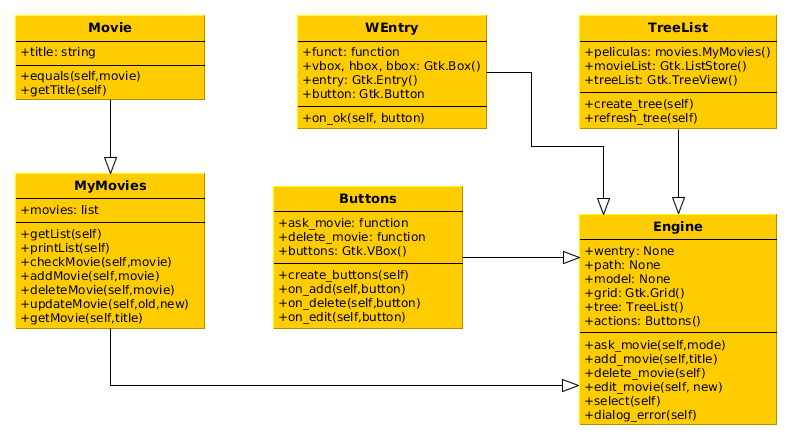 Movie
+title: string
+equals(self,movie)
+getTitle(self)
WEntry
+funct: function
+vbox, hbox, bbox: Gtk.Box()
+entry: Gtk.Entry()
+button: Gtk.Button
+on_ok(self, button)
TreeList
+peliculas: movies.MyMovies()
+movieList: Gtk.ListStore()
+treeList: Gtk.TreeView()
+create_tree(self)
+refresh_tree(self)
MyMovies
+movies: list
+getList(self)
+printList(self)
+checkMovie(self,movie)
+addMovie(self,movie)
+deleteMovie(self,movie)
+updateMovie(self,old,new)
+getMovie(self,title)
Buttons
+ask_movie: function
+delete_movie: function
+buttons: Gtk.VBox()
+create_buttons(self)
+on_add(self,button)
+on_delete(self,button)
+on_edit(self,button)
Engine
+wentry: None
+path: None
+model: None
+grid: Gtk.Grid()
+tree: TreeList()
+actions: Buttons()
+ask_movie(self,mode)
+add_movie(self,title)
+delete_movie(self)
+edit_movie(self, new)
+select(self)
+dialog_error(self)